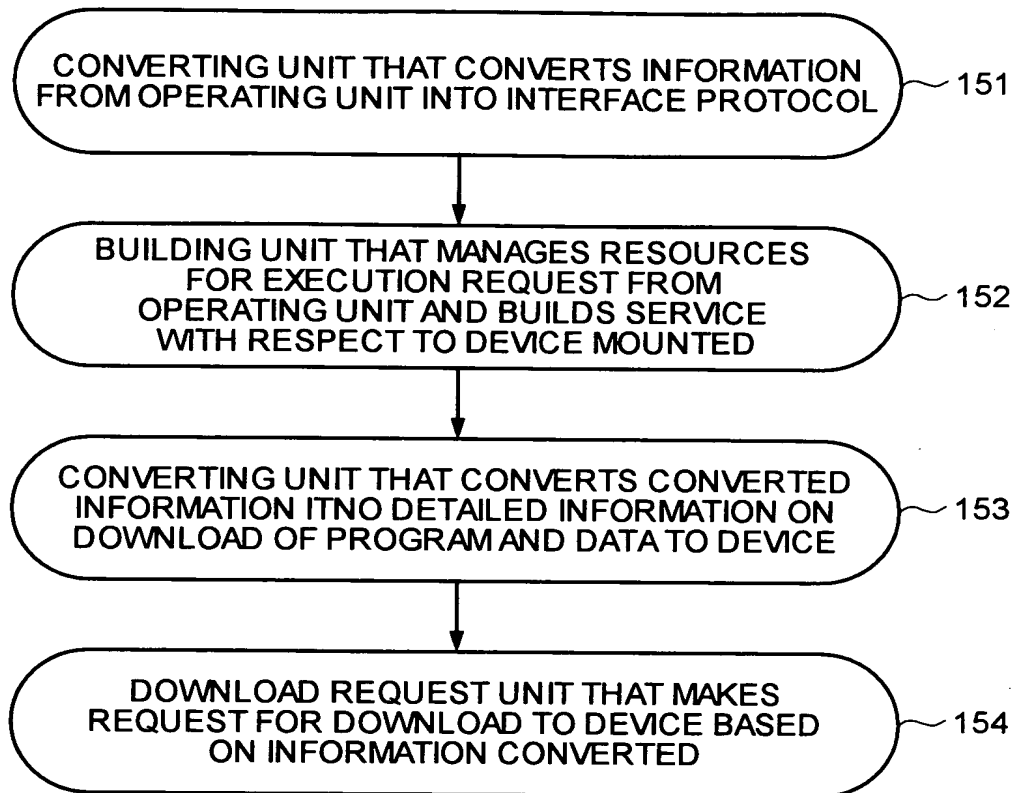 CONVERTING UNIT THAT CONVERTS INFORMATION
FROM OPERATING UNIT INTO INTERFACE PROTOCOL
151
BUILDING UNIT THAT MANAGES RESOURCES
FOR EXECUTION REQUEST FROM
OPERATING UNIT AND BUILDS SERVICE
WITH RESPECT TO DEVICE MOUNTED
152
CONVERTING UNIT THAT CONVERTS CONVERTED
INFORMATION ITNO DETAILED INFORMATION ON
DOWNLOAD OF PROGRAM AND DATA TO DEVICE
153
DOWNLOAD REQUEST UNIT THAT MAKES
REQUEST FOR DOWNLOAD TO DEVICE BASED
ON INFORMATION CONVERTED
154